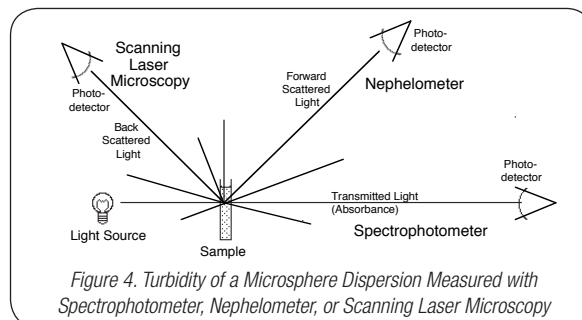 Scanning
Laser
Microscopy
Photo-
detector
Back
Scattered
Light
Photo-
detector
Nephelometer
Forward
Scattered
Light
Photo-
detector
Transmitted Light
(Absorbance)
Spectrophotometer
Light Source
Sample
Figure 4. Turbidity of a Microsphere Dispersion Measured with
Spectrophotometer, Nephelometer, or Scanning Laser Microscopy